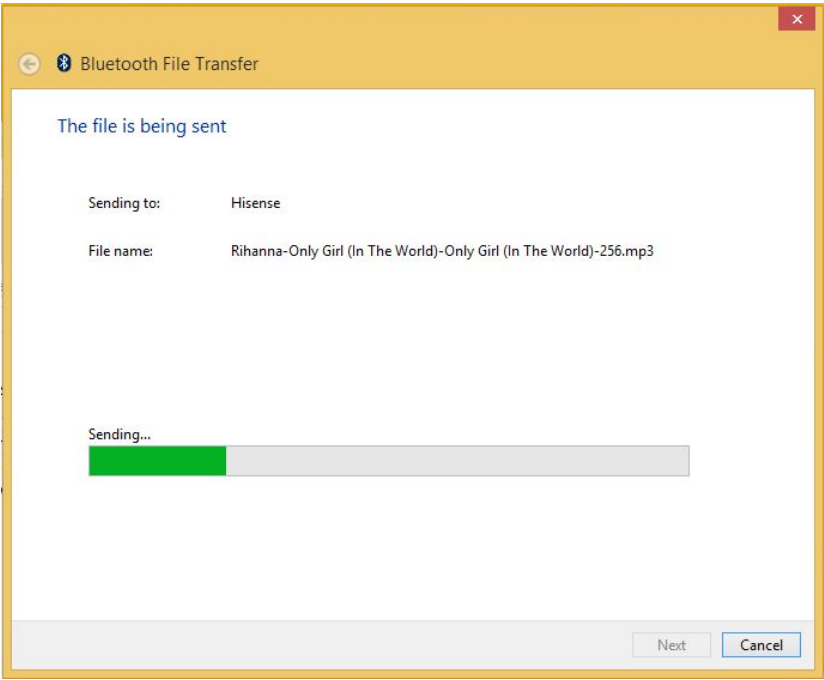 Bluetooth File Transfer
The file is being sent
Sending to: Hisense
File name: Rihanna-Only Girl (In The World)-Only Girl (In The World)-256.mp3
Sending...
Next Cancel